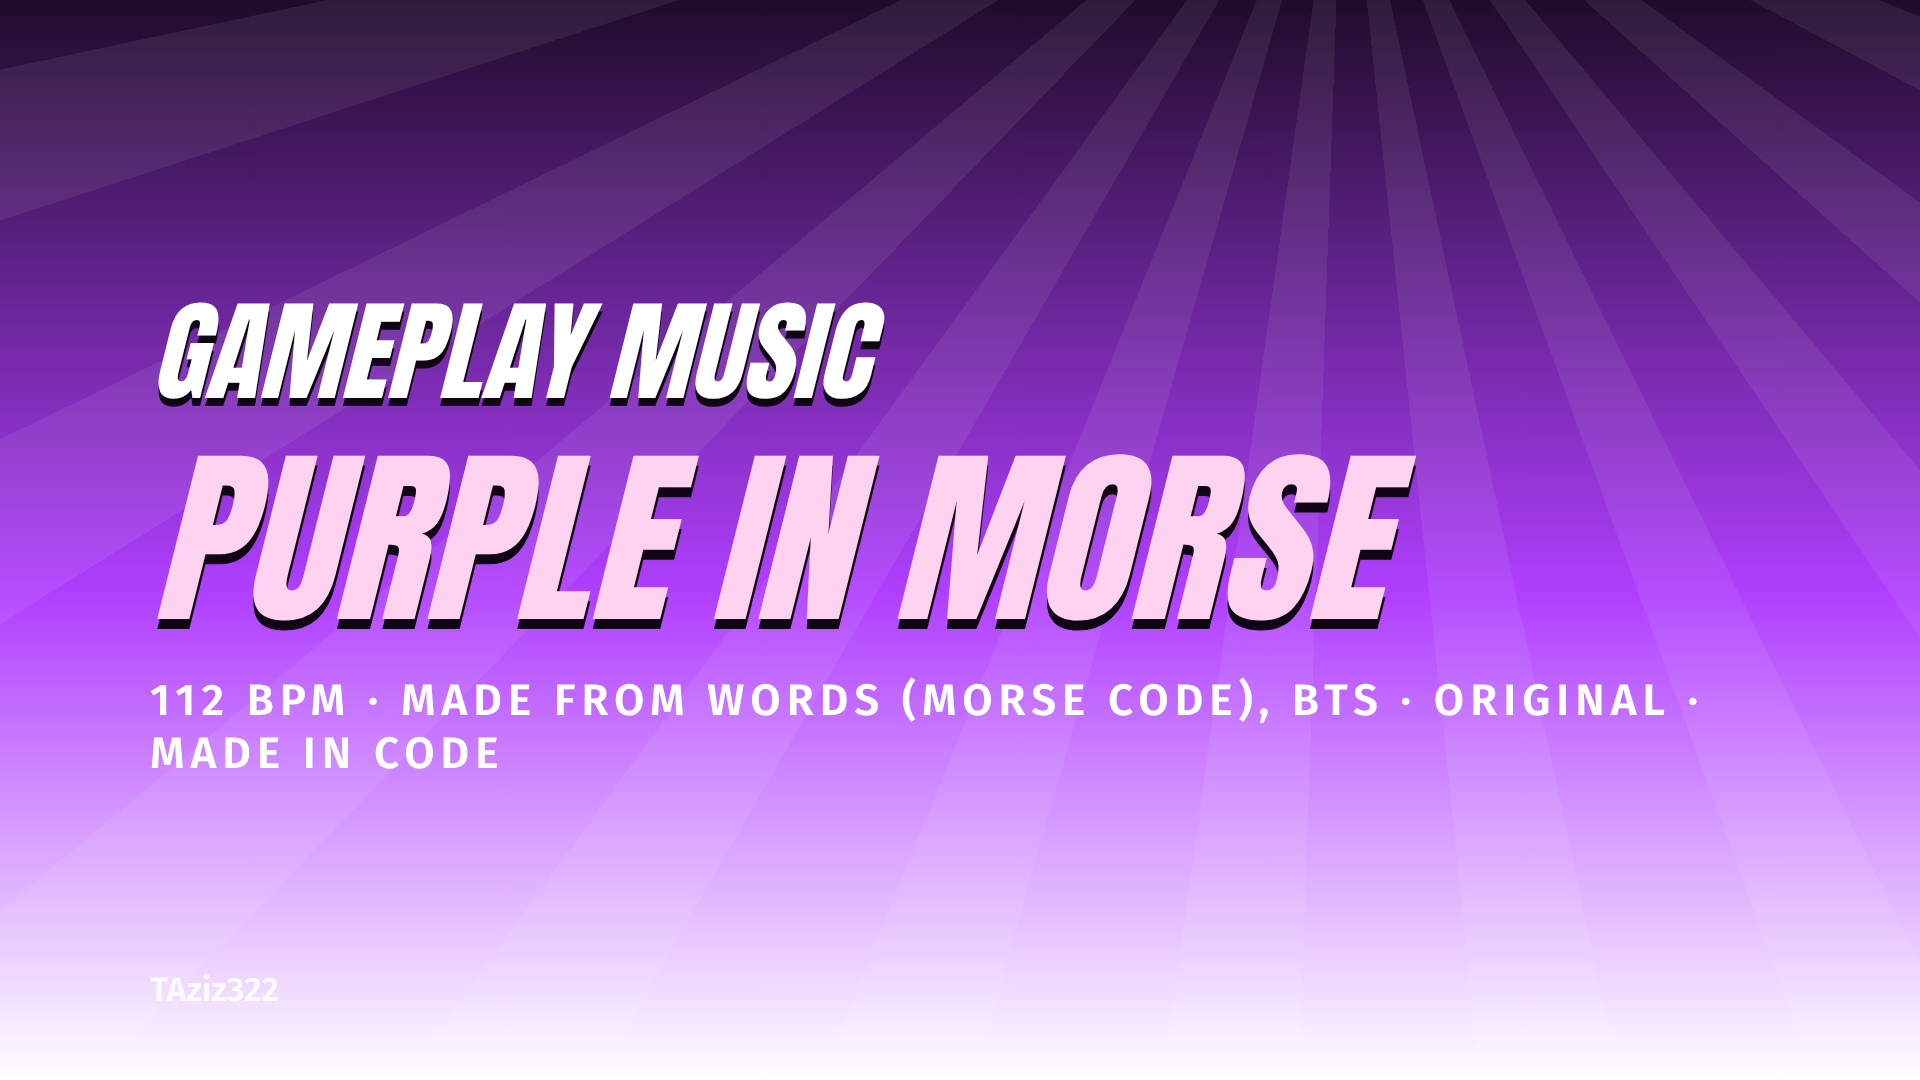 GAMEPLAY MUSIC
PURPLE IN MORSE
112 BPM · MADE FROM WORDS (MORSE CODE), BTS · ORIGINAL ·
MADE IN CODE
TAziz322